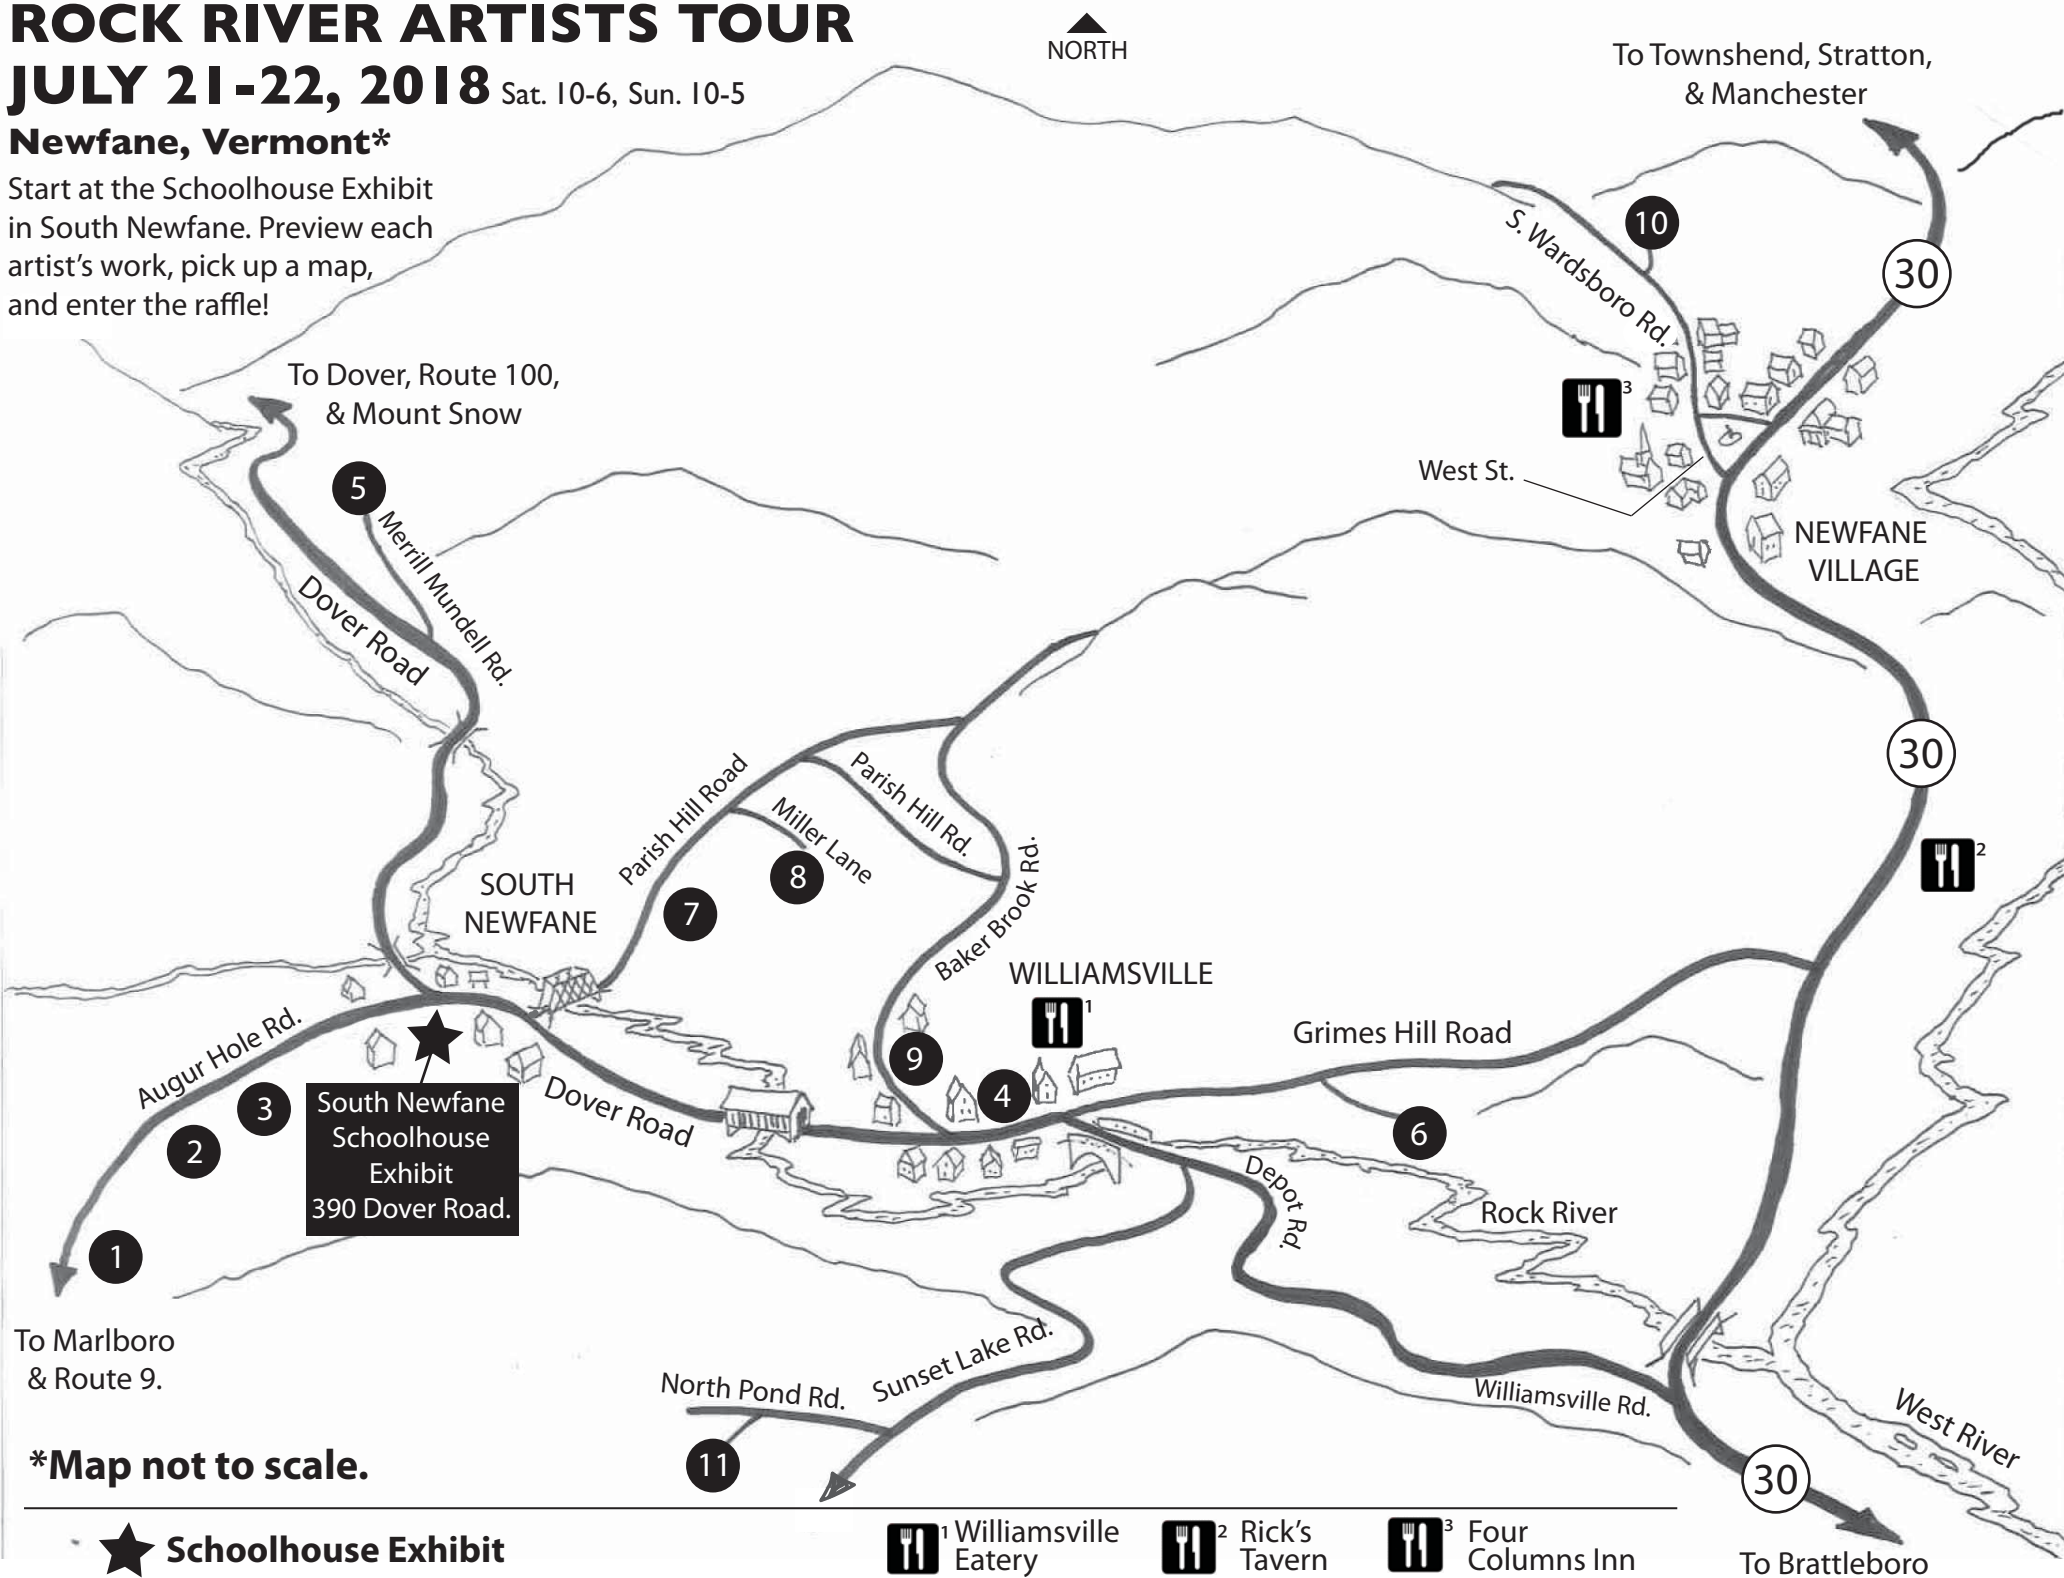 ROCK RIVER ARTISTS TOUR
JULY 21-22, 2018 Sat. 10-6, Sun. 10-5
Newfane, Vermont*
Start at the Schoolhouse Exhibit
in South Newfane. Preview each
artist's work, pick up a map,
and enter the raffle!
NORTH
To Townshend, Stratton,
& Manchester
10
S. Wardsboro Rd.
30
3
West St.
NEWFANE
VILLAGE
To Dover, Route 100,
& Mount Snow
5
Merrill Mundell Rd.
Dover Road
30
2
Parish Hill Road
Parish Hill Rd.
Miller Lane
8
7
SOUTH
NEWFANE
Baker Brook Rd.
WILLIAMSVILLE
1
9
4
Grimes Hill Road
6
Augur Hole Rd.
3
2
1
South Newfane
Schoolhouse
Exhibit
390 Dover Road.
Dover Road
Depot Rd.
Rock River
To Marlboro
& Route 9.
Sunset Lake Rd.
North Pond Rd.
11
Williamsville Rd.
West River
30
To Brattleboro
*Map not to scale.
Schoolhouse Exhibit
1 Williamsville
Eatery
2 Rick's
Tavern
3 Four
Columns Inn